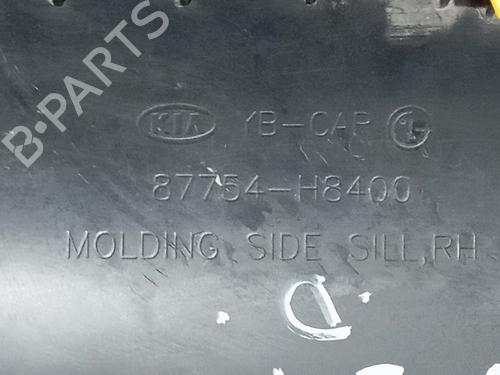 B-PARTS
KIA YB-CAR
87754-H8400
MOLDING SIDE SILL,RH
D